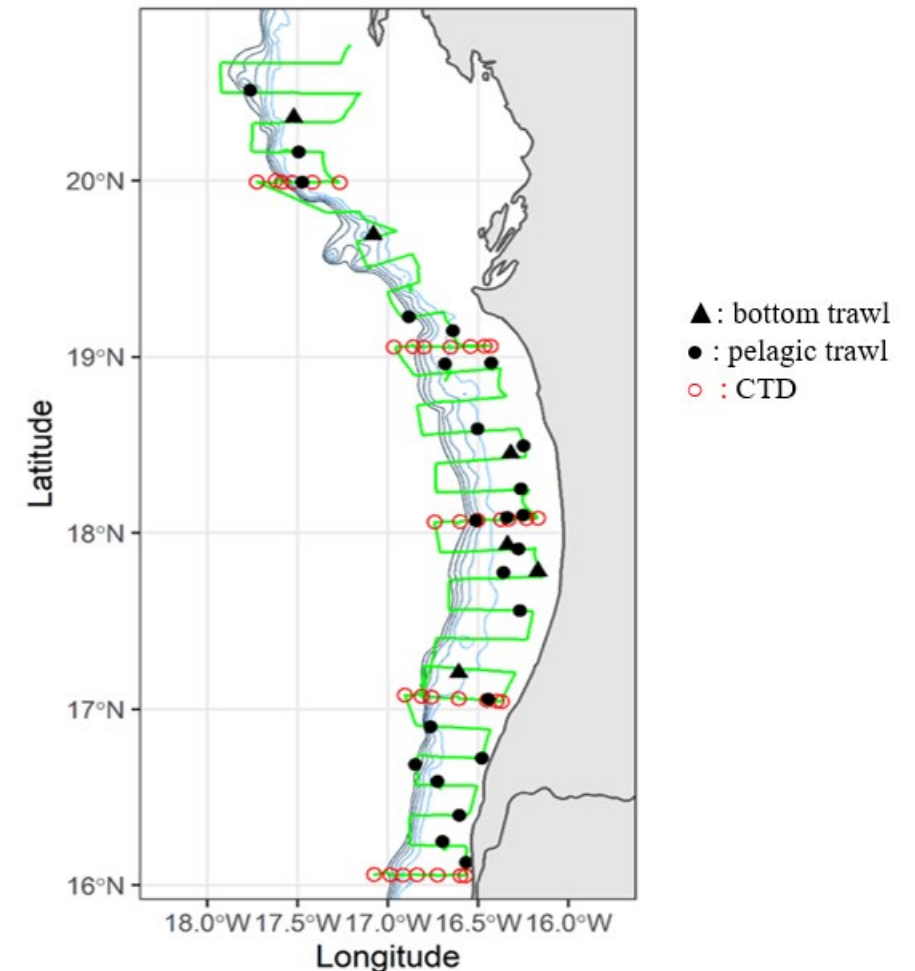 20°N
19°N
18°N
17°N
16°N
Latitude
18.0°W 17.5°W 17.0°W 16.5°W 16.0°W
Longitude
▲: bottom trawl
● : pelagic trawl
○ : CTD